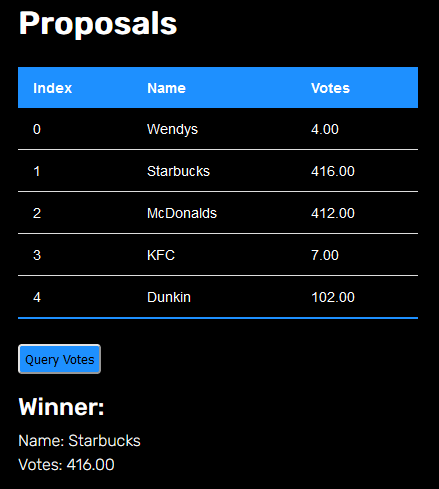 Proposals
Index Name Votes
0 Wendys 4.00
1 Starbucks 416.00
2 McDonalds 412.00
3 KFC 7.00
4 Dunkin 102.00
Query Votes
Winner:
Name: Starbucks
Votes: 416.00